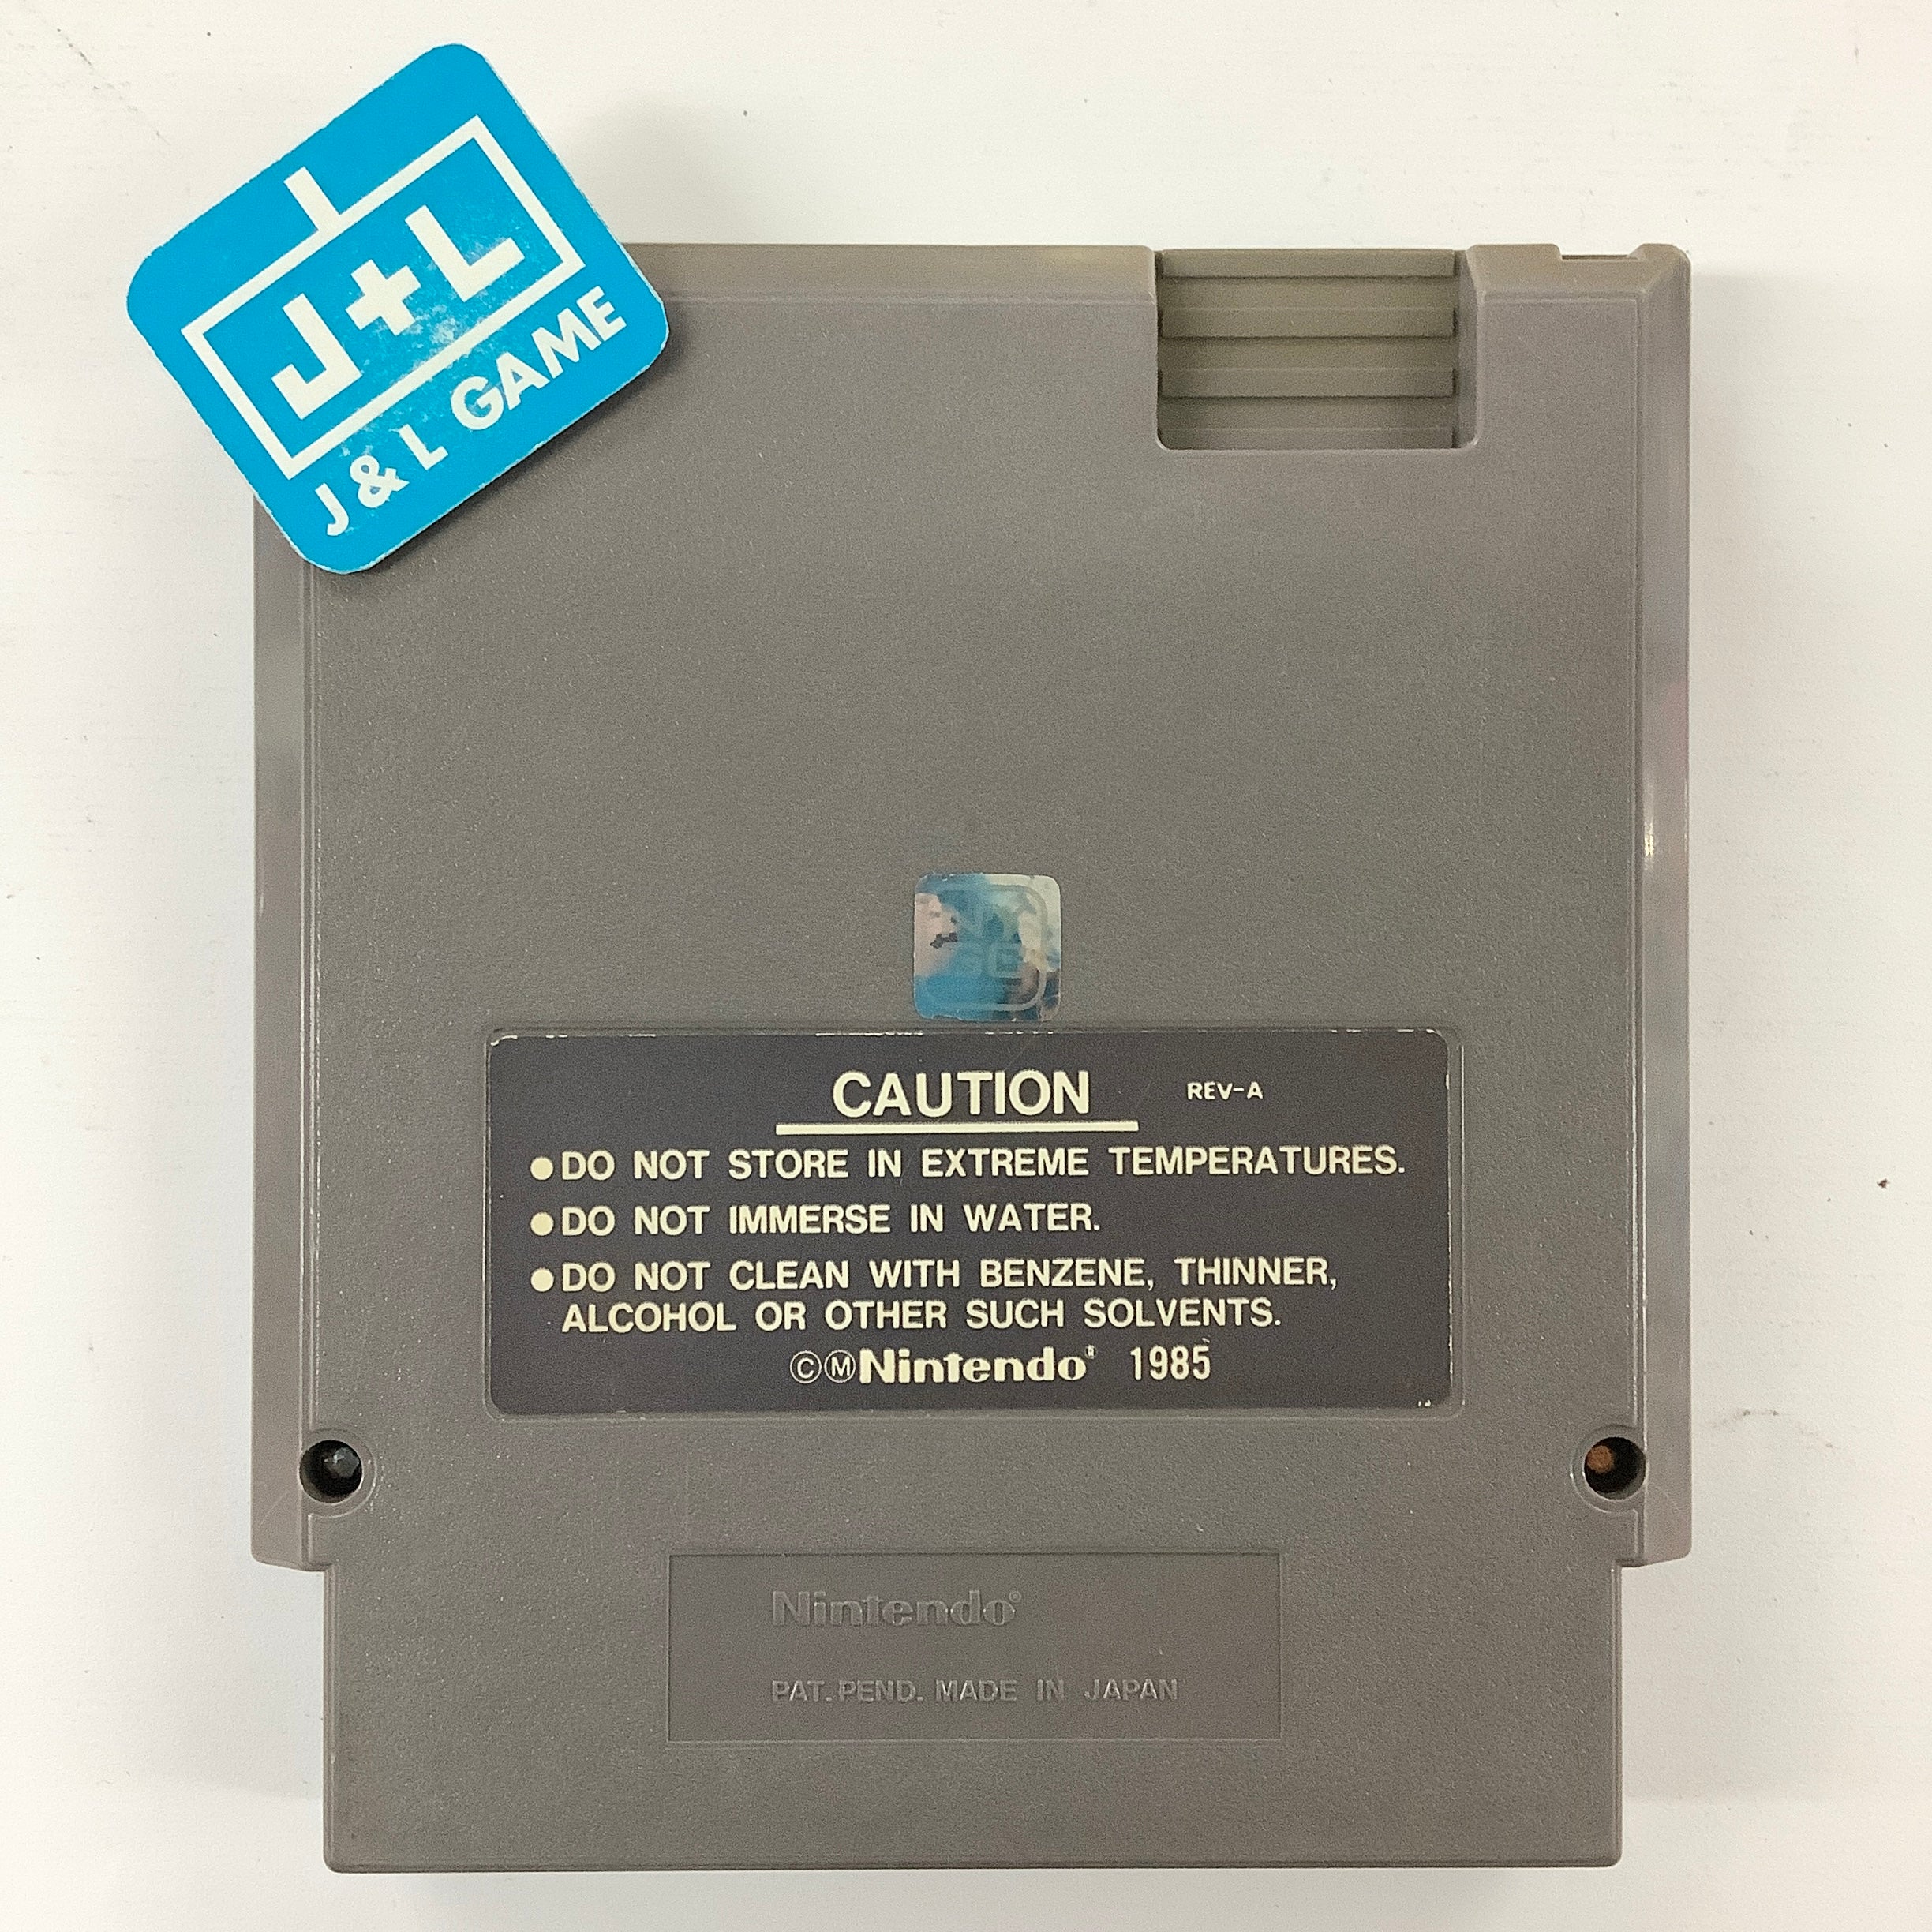 J+L
J & L GAME
CAUTION REV-A
●DO NOT STORE IN EXTREME TEMPERATURES.
●DO NOT IMMERSE IN WATER.
●DO NOT CLEAN WITH BENZENE, THINNER,
ALCOHOL OR OTHER SUCH SOLVENTS.
©ⓂNintendo® 1985
Nintendo®
PAT. PEND. MADE IN JAPAN